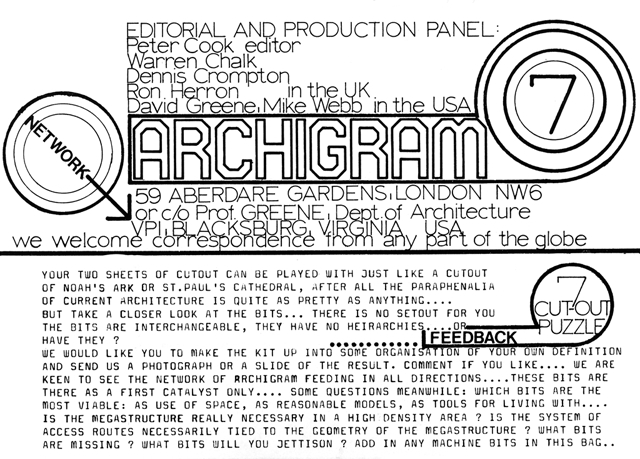 EDITORIAL AND PRODUCTION PANEL:
Peter Cook editor
Warren Chalk
Dennis Crompton
Ron Herron in the UK
David Greene, Mike Webb in the USA
7
NETWORK
ARCHIGRAM
59 ABERDARE GARDENS, LONDON NW6
or c/o Prof. GREENE, Dept. of Architecture
VPI, BLACKSBURG, VIRGINIA USA
we welcome correspondence from any part of the globe
YOUR TWO SHEETS OF CUTOUT CAN BE PLAYED WITH JUST LIKE A CUTOUT
OF NOAH'S ARK OR ST.PAUL'S CATHEDRAL, AFTER ALL THE PARAPHENALIA
OF CURRENT ARCHITECTURE IS QUITE AS PRETTY AS ANYTHING....
BUT TAKE A CLOSER LOOK AT THE BITS... THERE IS NO SETOUT FOR YOU
THE BITS ARE INTERCHANGEABLE, THEY HAVE NO HEIRARCHIES....OR
HAVE THEY ?
7
CUT-OUT
PUZZLE
FEEDBACK
WE WOULD LIKE YOU TO MAKE THE KIT UP INTO SOME ORGANISATION OF YOUR OWN DEFINITION
AND SEND US A PHOTOGRAPH OR A SLIDE OF THE RESULT. COMMENT IF YOU LIKE.... WE ARE
KEEN TO SEE THE NETWORK OF ARCHIGRAM FEEDING IN ALL DIRECTIONS....THESE BITS ARE
THERE AS A FIRST CATALYST ONLY.... SOME QUESTIONS MEANWHILE: WHICH BITS ARE THE
MOST VIABLE: AS USE OF SPACE, AS REASONABLE MODELS, AS TOOLS FOR LIVING WITH....
IS THE MEGASTRUCTURE REALLY NECESSARY IN A HIGH DENSITY AREA ? IS THE SYSTEM OF
ACCESS ROUTES NECESSARILY TIED TO THE GEOMETRY OF THE MEGASTRUCTURE ? WHAT BITS
ARE MISSING ? WHAT BITS WILL YOU JETTISON ? ADD IN ANY MACHINE BITS IN THIS BAG..